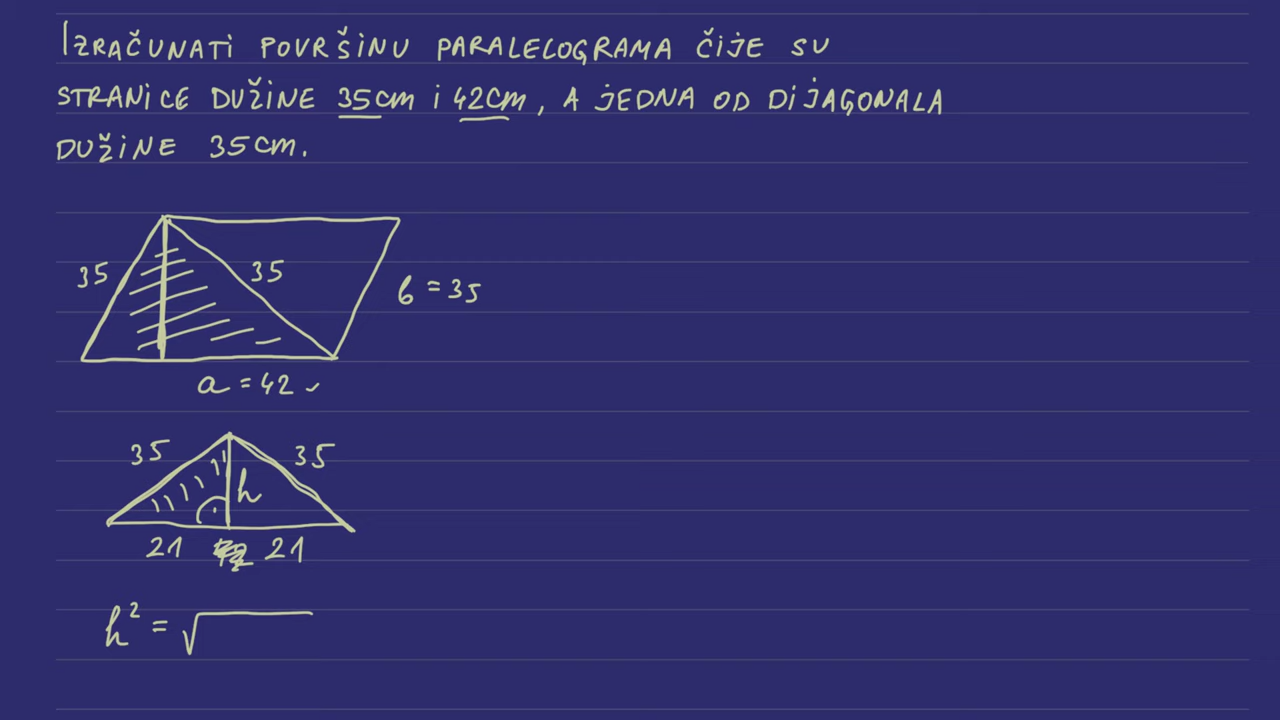 IZRAČUNATI POVRŠINU PARALELOGRAMA ČIJE SU
STRANICE DUŽINE 35cm i 42cm, A JEDNA OD DIJAGONALA
DUŽINE 35cm.
35
35
b = 35
a = 42
35
35
h
21 21
h² = √